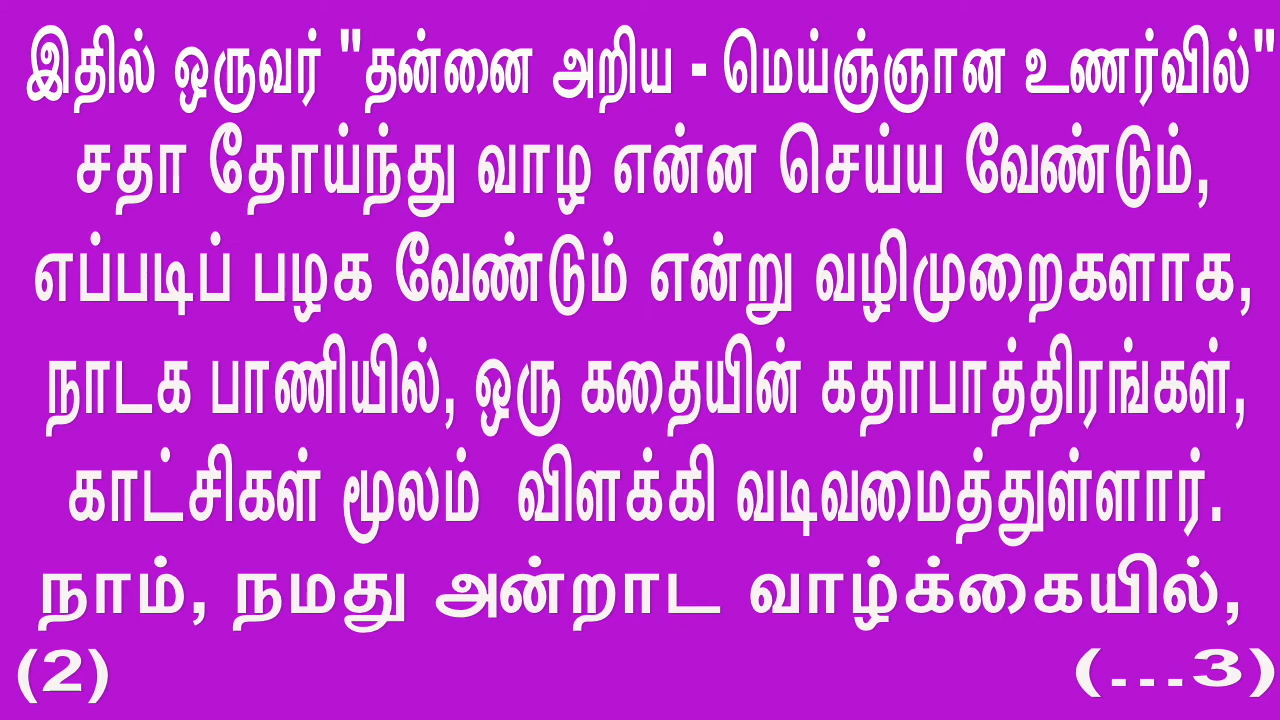 இதில் ஒருவர் "தன்னை அறிய - மெய்ஞ்ஞான உணர்வில்"
சதா தோய்ந்து வாழ என்ன செய்ய வேண்டும்,
எப்படிப் பழக வேண்டும் என்று வழிமுறைகளாக,
நாடக பாணியில், ஒரு கதையின் கதாபாத்திரங்கள்,
காட்சிகள் மூலம் விளக்கி வடிவமைத்துள்ளார்.
நாம், நமது அன்றாட வாழ்க்கையில்,
(2) (...3)